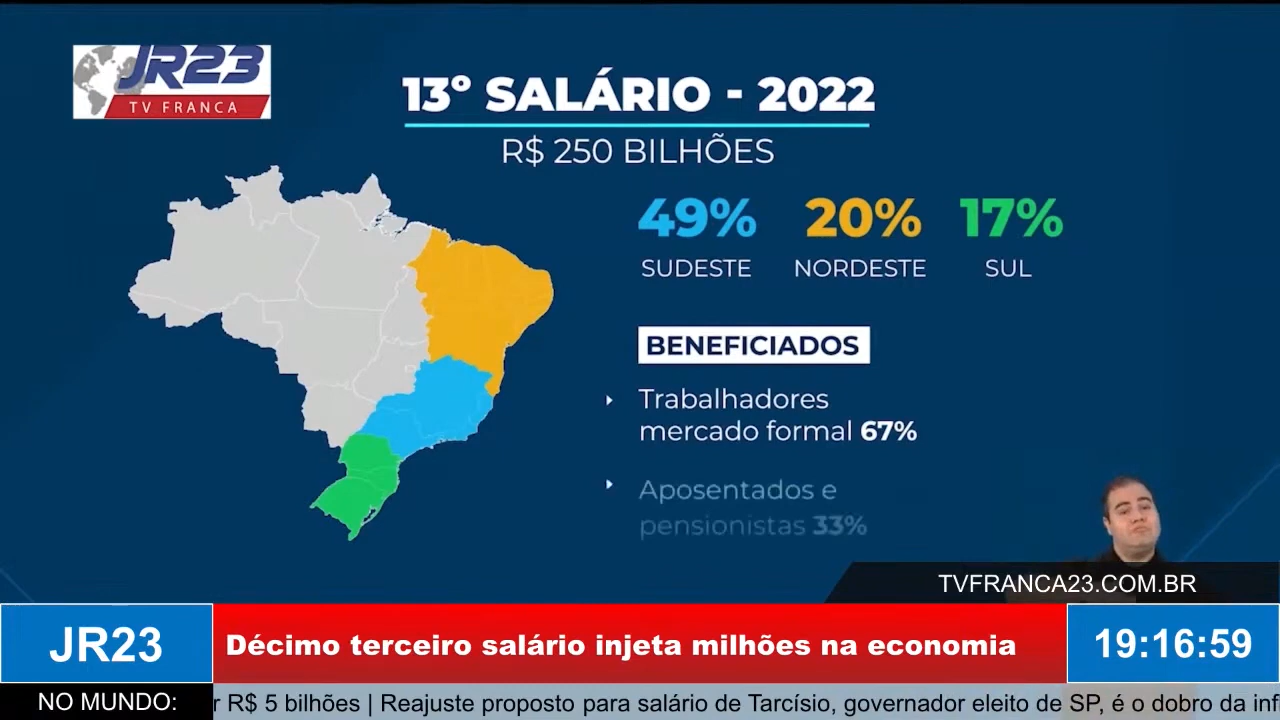 JR23
TV FRANCA
13º SALÁRIO - 2022
R$ 250 BILHÕES
49% 20% 17%
SUDESTE NORDESTE SUL
BENEFICIADOS
Trabalhadores
mercado formal 67%
Aposentados e
pensionistas 33%
TVFRANCA23.COM.BR
JR23 Décimo terceiro salário injeta milhões na economia 19:16:59
NO MUNDO: r R$ 5 bilhões | Reajuste proposto para salário de Tarcísio, governador eleito de SP, é o dobro da inf